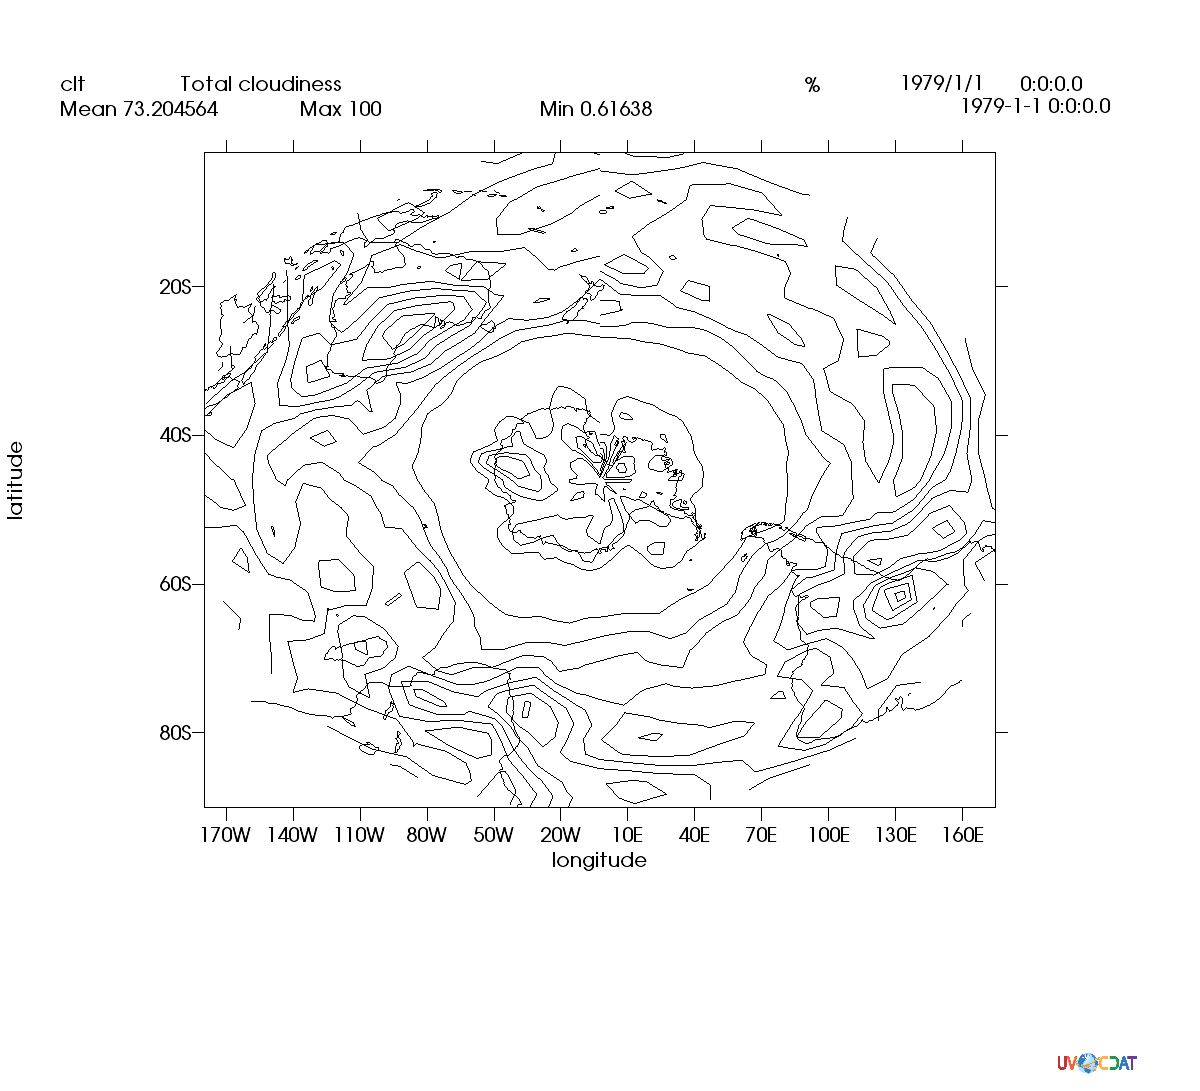 clt Total cloudiness % 1979/1/1 0:0:0.0
Mean 73.204564 Max 100 Min 0.61638 1979-1-1 0:0:0.0
latitude
20S
40S
60S
80S
170W 140W 110W 80W 50W 20W 10E 40E 70E 100E 130E 160E
longitude
UV CDAT